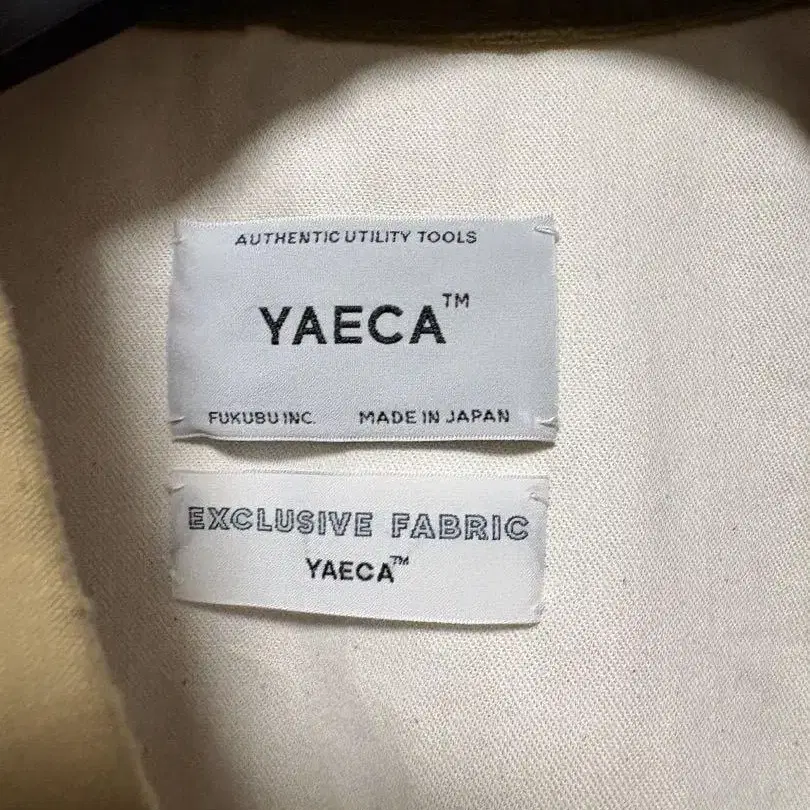 AUTHENTIC UTILITY TOOLS
YAECA™
FUKUBU INC. MADE IN JAPAN
EXCLUSIVE FABRIC
YAECA™